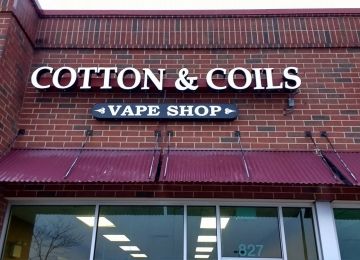 COTTON & COILS
VAPE SHOP
827